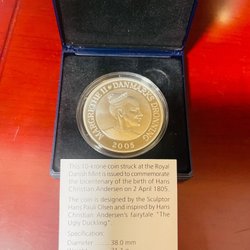 MARGRETHE II · DANMARKS DRONNING
2005
This 10-krone coin struck at the Royal
Danish Mint is issued to commemorate
the bicentenary of the birth of Hans
Christian Andersen on 2 April 1805.
The coin is designed by the Sculptor
Hans Pauli Olsen and inspired by Hans
Christian Andersen's fairytale "The
Ugly Duckling".
Specification:
Diameter 38.0 mm